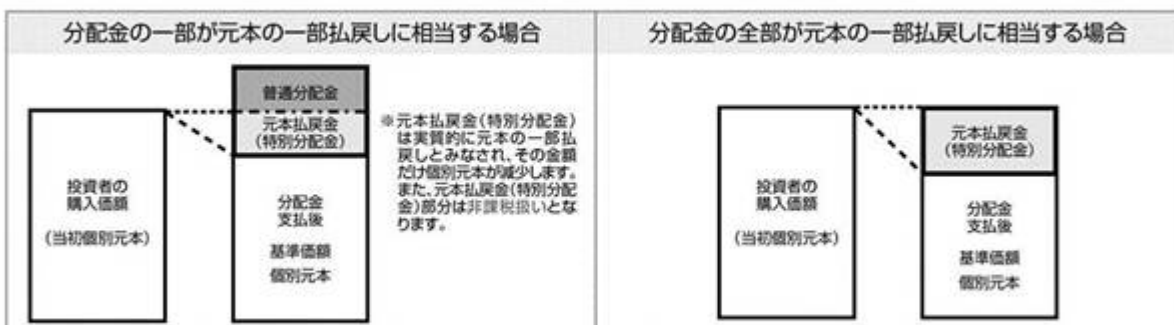 分配金の一部が元本の一部払戻しに相当する場合
普通分配金
元本払戻金
(特別分配金)
投資者の
購入価額
(当初個別元本)
分配金
支払後
基準価額
個別元本
※元本払戻金(特別分配金)
は実質的に元本の一部払
戻しとみなされ、その金額
だけ個別元本が減少します。
また、元本払戻金(特別分配
金)部分は非課税扱いとな
ります。
分配金の全部が元本の一部払戻しに相当する場合
元本払戻金
(特別分配金)
投資者の
購入価額
(当初個別元本)
分配金
支払後
基準価額
個別元本